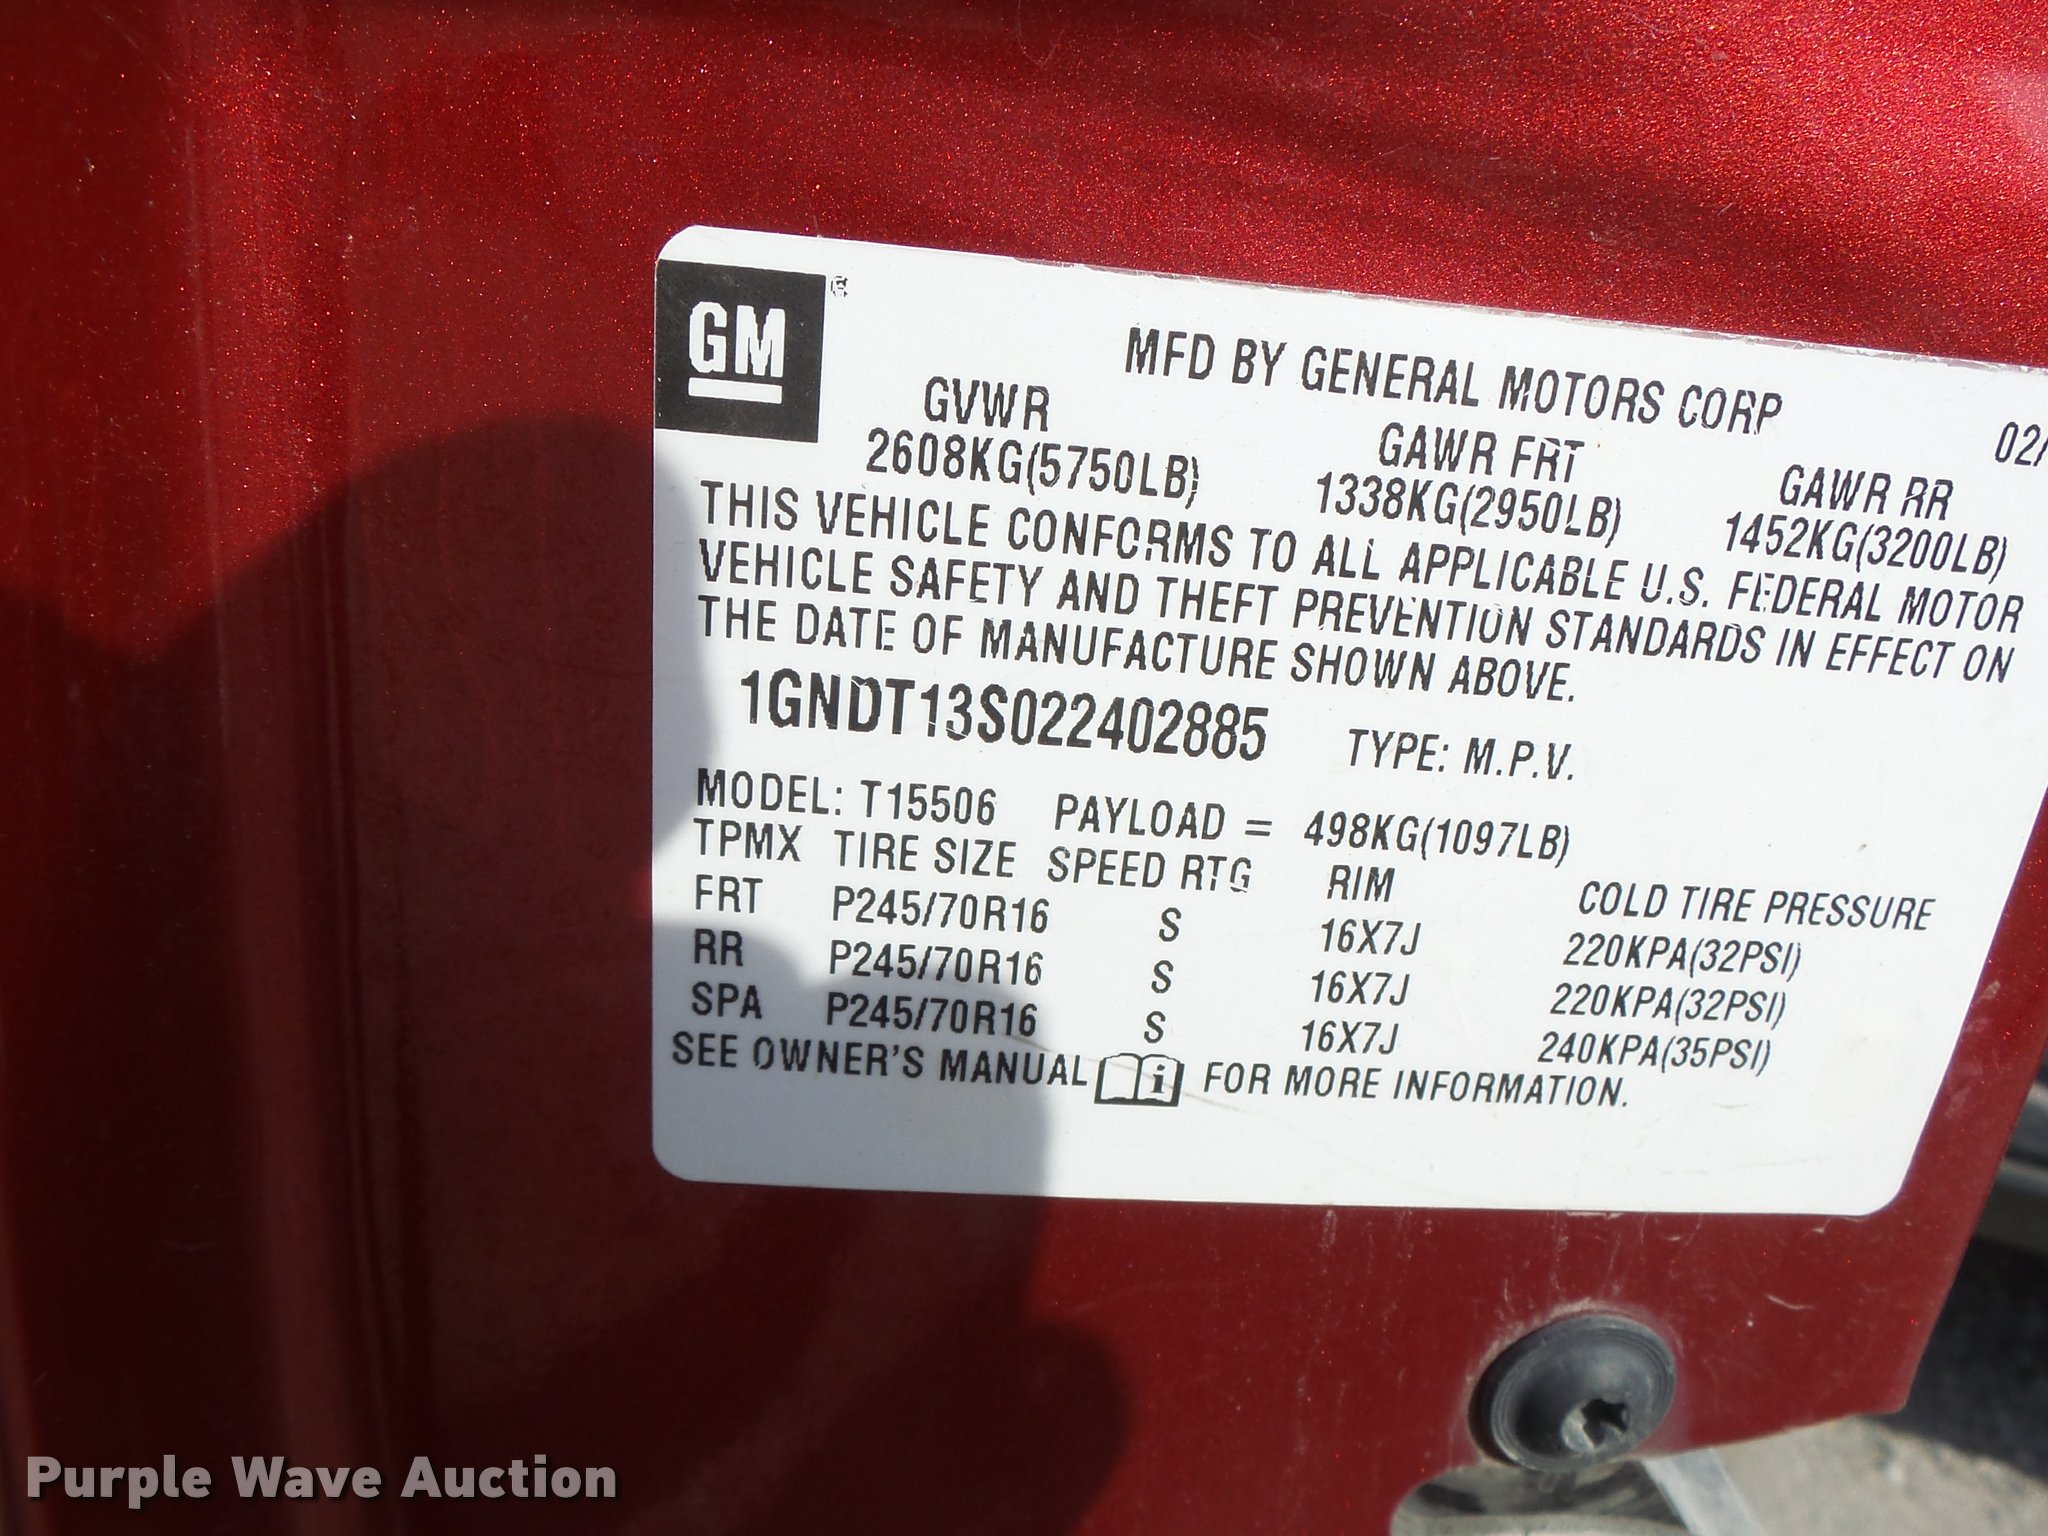 GM ®
MFD BY GENERAL MOTORS CORP 02/
GVWR GAWR FRT GAWR RR
2608KG(5750LB) 1338KG(2950LB) 1452KG(3200LB)
THIS VEHICLE CONFORMS TO ALL APPLICABLE U.S. FEDERAL MOTOR
VEHICLE SAFETY AND THEFT PREVENTION STANDARDS IN EFFECT ON
THE DATE OF MANUFACTURE SHOWN ABOVE.
1GNDT13S022402885 TYPE: M.P.V.
MODEL: T15506 PAYLOAD = 498KG(1097LB)
TPMX TIRE SIZE SPEED RTG RIM COLD TIRE PRESSURE
FRT P245/70R16 S 16X7J 220KPA(32PSI)
RR P245/70R16 S 16X7J 220KPA(32PSI)
SPA P245/70R16 S 16X7J 240KPA(35PSI)
SEE OWNER'S MANUAL i FOR MORE INFORMATION.
Purple Wave Auction